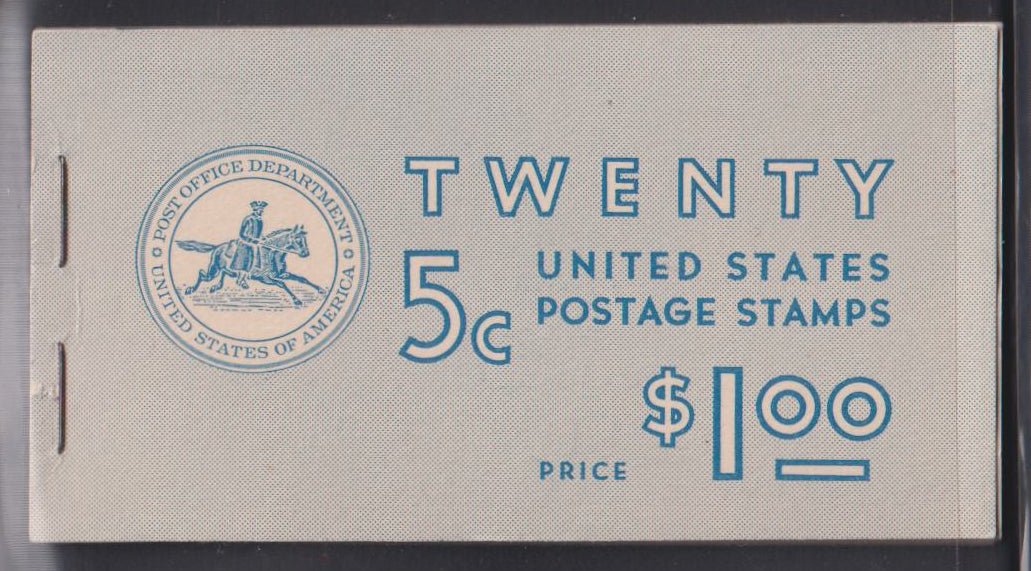 POST OFFICE DEPARTMENT
UNITED STATES OF AMERICA
TWENTY
5c UNITED STATES
POSTAGE STAMPS
$1.00
PRICE